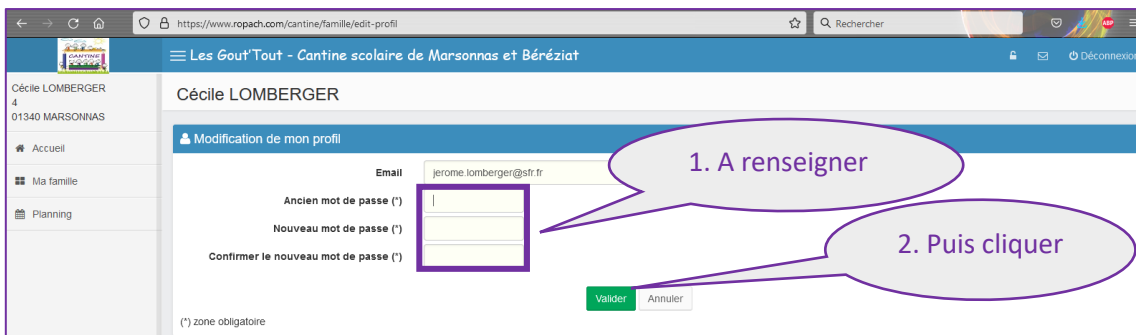 https://www.ropach.com/cantine/famille/edit-profil
Rechercher
ABP
CANTINE
Les Gout'Tout - Cantine scolaire de Marsonnas et Béréziat
Déconnexion
Cécile LOMBERGER
4
01340 MARSONNAS
Accueil
Ma famille
Planning
Cécile LOMBERGER
Modification de mon profil
Email jerome.lomberger@sfr.fr
Ancien mot de passe (*)
Nouveau mot de passe (*)
Confirmer le nouveau mot de passe (*)
1. A renseigner
2. Puis cliquer
Valider Annuler
(*) zone obligatoire